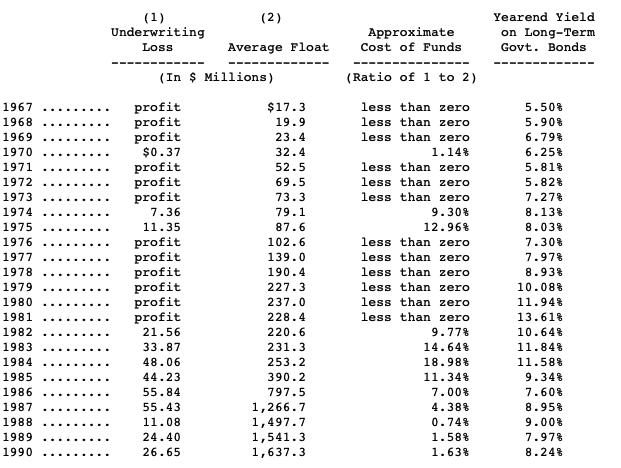 (1) (2) Yearend Yield
Underwriting Approximate on Long-Term
Loss Average Float Cost of Funds Govt. Bonds
------------ ------------- --------------- -------------
(In $ Millions) (Ratio of 1 to 2)
1967 ......... profit $17.3 less than zero 5.50%
1968 ......... profit 19.9 less than zero 5.90%
1969 ......... profit 23.4 less than zero 6.79%
1970 ......... $0.37 32.4 1.14% 6.25%
1971 ......... profit 52.5 less than zero 5.81%
1972 ......... profit 69.5 less than zero 5.82%
1973 ......... profit 73.3 less than zero 7.27%
1974 ......... 7.36 79.1 9.30% 8.13%
1975 ......... 11.35 87.6 12.96% 8.03%
1976 ......... profit 102.6 less than zero 7.30%
1977 ......... profit 139.0 less than zero 7.97%
1978 ......... profit 190.4 less than zero 8.93%
1979 ......... profit 227.3 less than zero 10.08%
1980 ......... profit 237.0 less than zero 11.94%
1981 ......... profit 228.4 less than zero 13.61%
1982 ......... 21.56 220.6 9.77% 10.64%
1983 ......... 33.87 231.3 14.64% 11.84%
1984 ......... 48.06 253.2 18.98% 11.58%
1985 ......... 44.23 390.2 11.34% 9.34%
1986 ......... 55.84 797.5 7.00% 7.60%
1987 ......... 55.43 1,266.7 4.38% 8.95%
1988 ......... 11.08 1,497.7 0.74% 9.00%
1989 ......... 24.40 1,541.3 1.58% 7.97%
1990 ......... 26.65 1,637.3 1.63% 8.24%